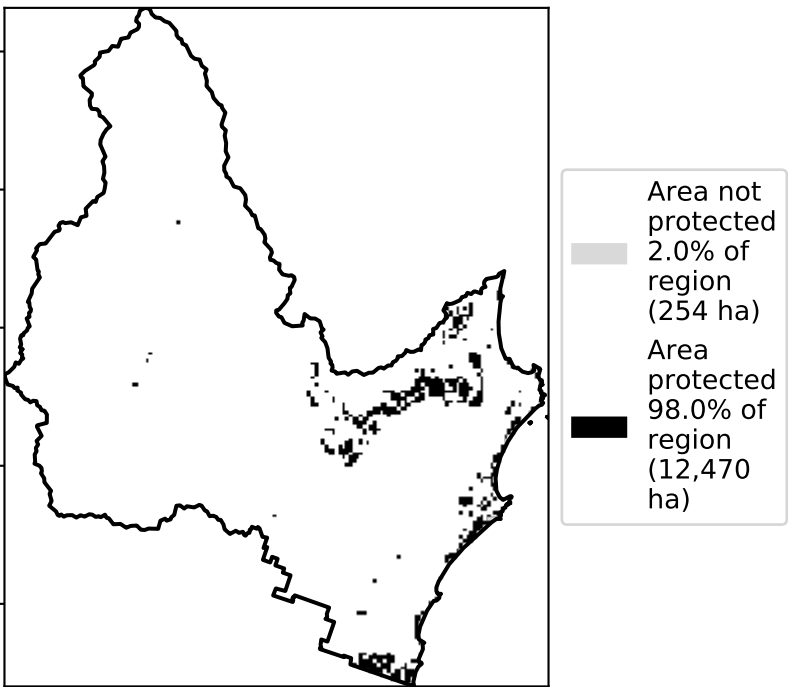 Area not
protected
2.0% of
region
(254 ha)
Area
protected
98.0% of
region
(12,470
ha)